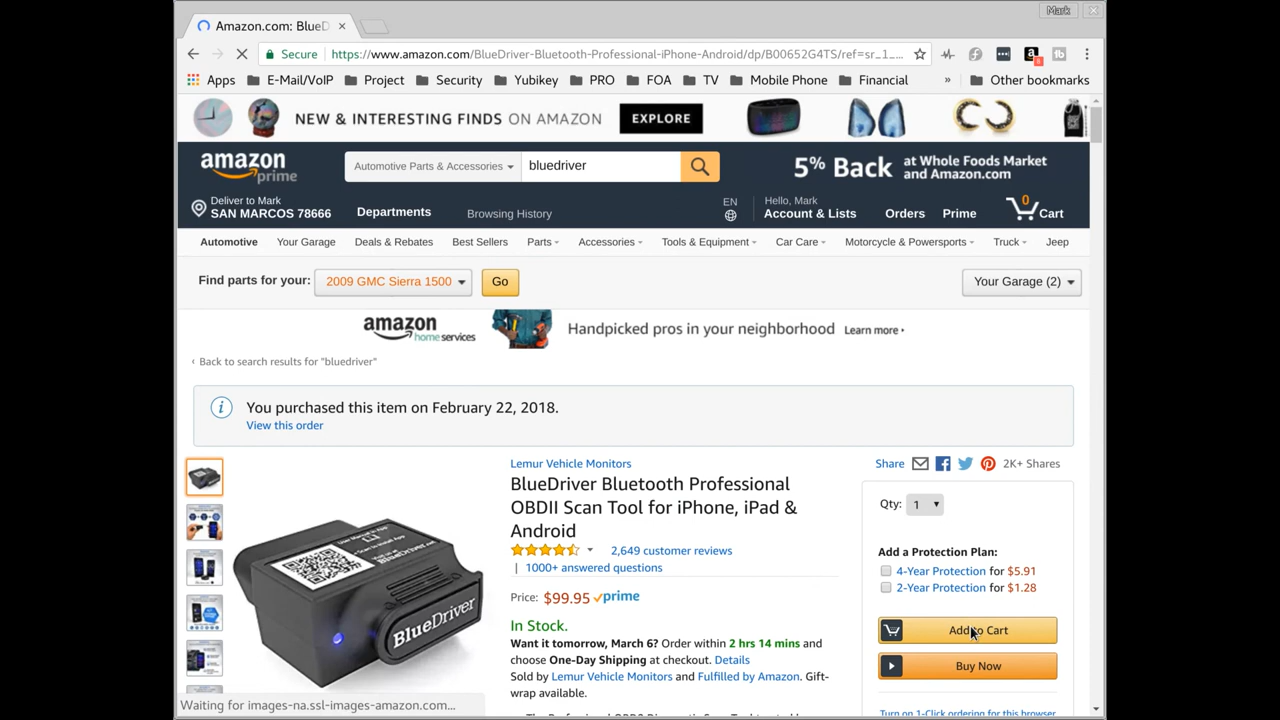 Mark
Amazon.com: BlueD
Secure https://www.amazon.com/BlueDriver-Bluetooth-Professional-iPhone-Android/dp/B00652G4TS/ref=sr_1_...
Apps E-Mail/VoIP Project Security Yubikey PRO FOA TV Mobile Phone Financial » Other bookmarks
NEW & INTERESTING FINDS ON AMAZON EXPLORE
amazon prime
Automotive Parts & Accessories bluedriver
5% Back at Whole Foods Market and Amazon.com
Deliver to Mark
SAN MARCOS 78666
Departments Browsing History
EN
Hello, Mark
Account & Lists Orders Prime 0 Cart
Automotive Your Garage Deals & Rebates Best Sellers Parts Accessories Tools & Equipment Car Care Motorcycle & Powersports Truck Jeep
Find parts for your: 2009 GMC Sierra 1500 Go Your Garage (2)
amazon home services Handpicked pros in your neighborhood Learn more
‹ Back to search results for "bluedriver"
You purchased this item on February 22, 2018.
View this order
Lemur Vehicle Monitors
BlueDriver Bluetooth Professional
OBDII Scan Tool for iPhone, iPad &
Android
2,649 customer reviews
| 1000+ answered questions
Price: $99.95 prime
In Stock.
Want it tomorrow, March 6? Order within 2 hrs 14 mins and
choose One-Day Shipping at checkout. Details
Sold by Lemur Vehicle Monitors and Fulfilled by Amazon. Gift-
wrap available.
Share 2K+ Shares
Qty: 1
Add a Protection Plan:
4-Year Protection for $5.91
2-Year Protection for $1.28
Add to Cart
Buy Now
Turn on 1-Click ordering for this browser
BlueDriver
Waiting for images-na.ssl-images-amazon.com...